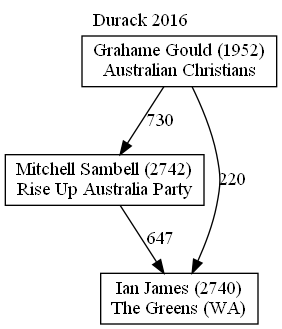 Durack 2016
Grahame Gould (1952)
Australian Christians
730
Mitchell Sambell (2742)
Rise Up Australia Party
220
647
Ian James (2740)
The Greens (WA)